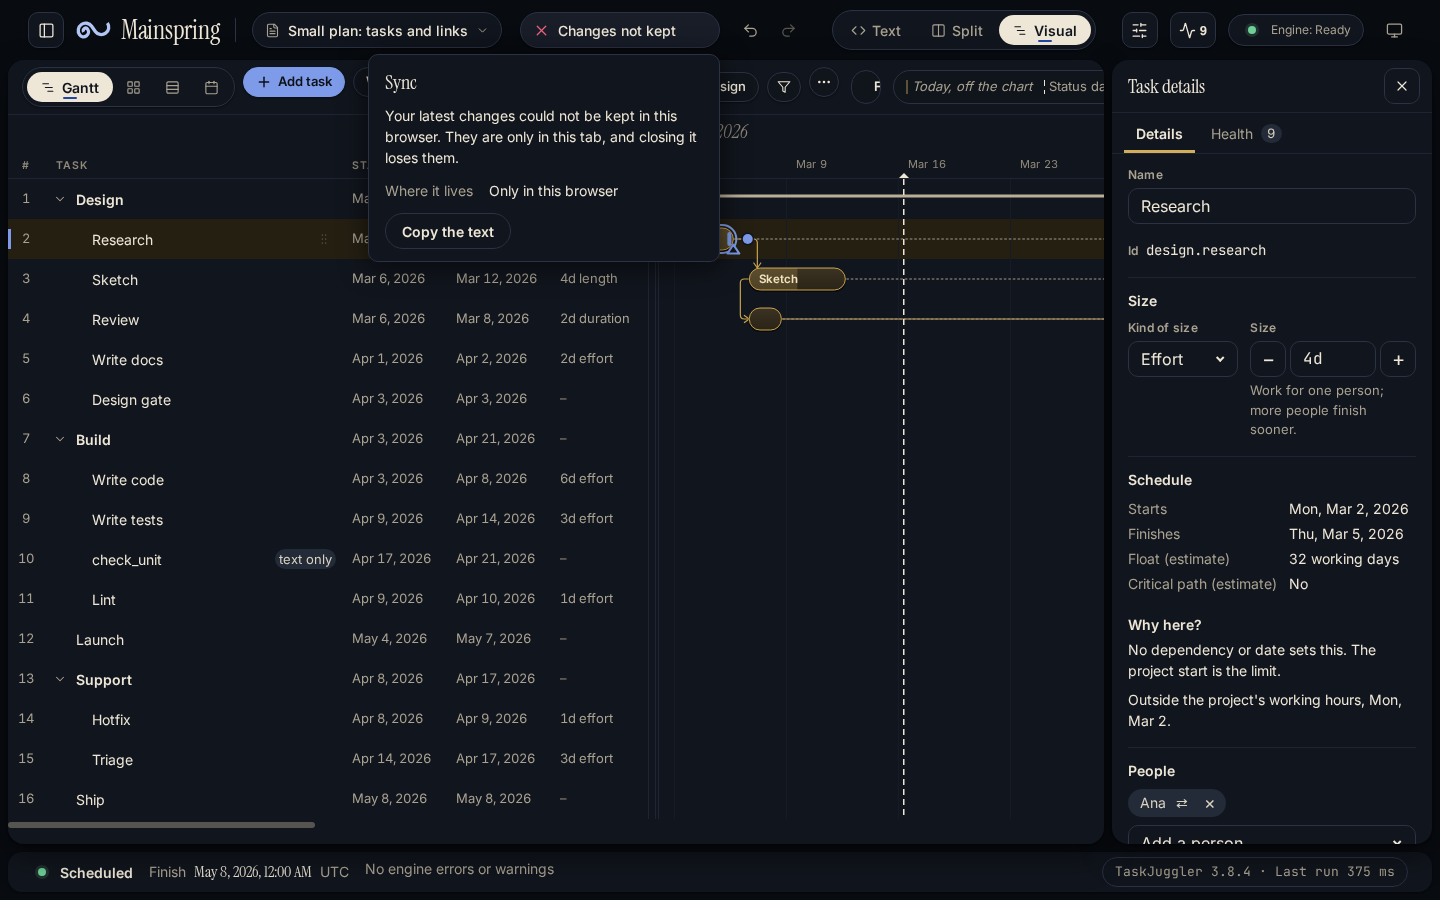 Mainspring
Small plan: tasks and links
Changes not kept
Text
Split
Visual
9
Engine: Ready
Gantt
Add task
sign
Today, off the chart
Status da
Sync
Your latest changes could not be kept in this
browser. They are only in this tab, and closing it
loses them.
Where it lives Only in this browser
Copy the text
2026
# TASK
Mar 9 Mar 16 Mar 23
1 Design
2 Research
3 Sketch Mar 6, 2026 Mar 12, 2026 4d length
Sketch
4 Review Mar 6, 2026 Mar 8, 2026 2d duration
5 Write docs Apr 1, 2026 Apr 2, 2026 2d effort
6 Design gate Apr 3, 2026 Apr 3, 2026 –
7 Build Apr 3, 2026 Apr 21, 2026 –
8 Write code Apr 3, 2026 Apr 8, 2026 6d effort
9 Write tests Apr 9, 2026 Apr 14, 2026 3d effort
10 check_unit text only Apr 17, 2026 Apr 21, 2026 –
11 Lint Apr 9, 2026 Apr 10, 2026 1d effort
12 Launch May 4, 2026 May 7, 2026 –
13 Support Apr 8, 2026 Apr 17, 2026 –
14 Hotfix Apr 8, 2026 Apr 9, 2026 1d effort
15 Triage Apr 14, 2026 Apr 17, 2026 3d effort
16 Ship May 8, 2026 May 8, 2026 –
Task details
Details
Health 9
Name
Research
Id design.research
Size
Kind of size Size
Effort
− 4d +
Work for one person;
more people finish
sooner.
Schedule
Starts Mon, Mar 2, 2026
Finishes Thu, Mar 5, 2026
Float (estimate) 32 working days
Critical path (estimate) No
Why here?
No dependency or date sets this. The
project start is the limit.
Outside the project's working hours, Mon,
Mar 2.
People
Ana
Add a person
Scheduled
Finish May 8, 2026, 12:00 AM UTC
No engine errors or warnings
TaskJuggler 3.8.4 · Last run 375 ms